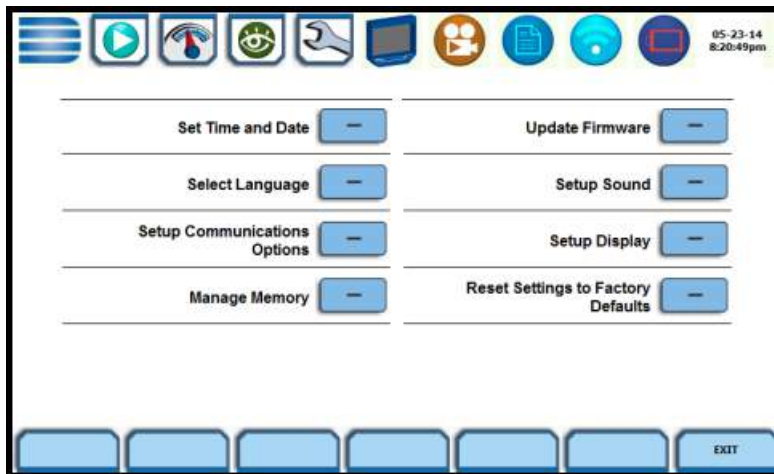 05-23-14
8:20:49pm
Set Time and Date
Update Firmware
Select Language
Setup Sound
Setup Communications
Options
Setup Display
Manage Memory
Reset Settings to Factory
Defaults
EXIT